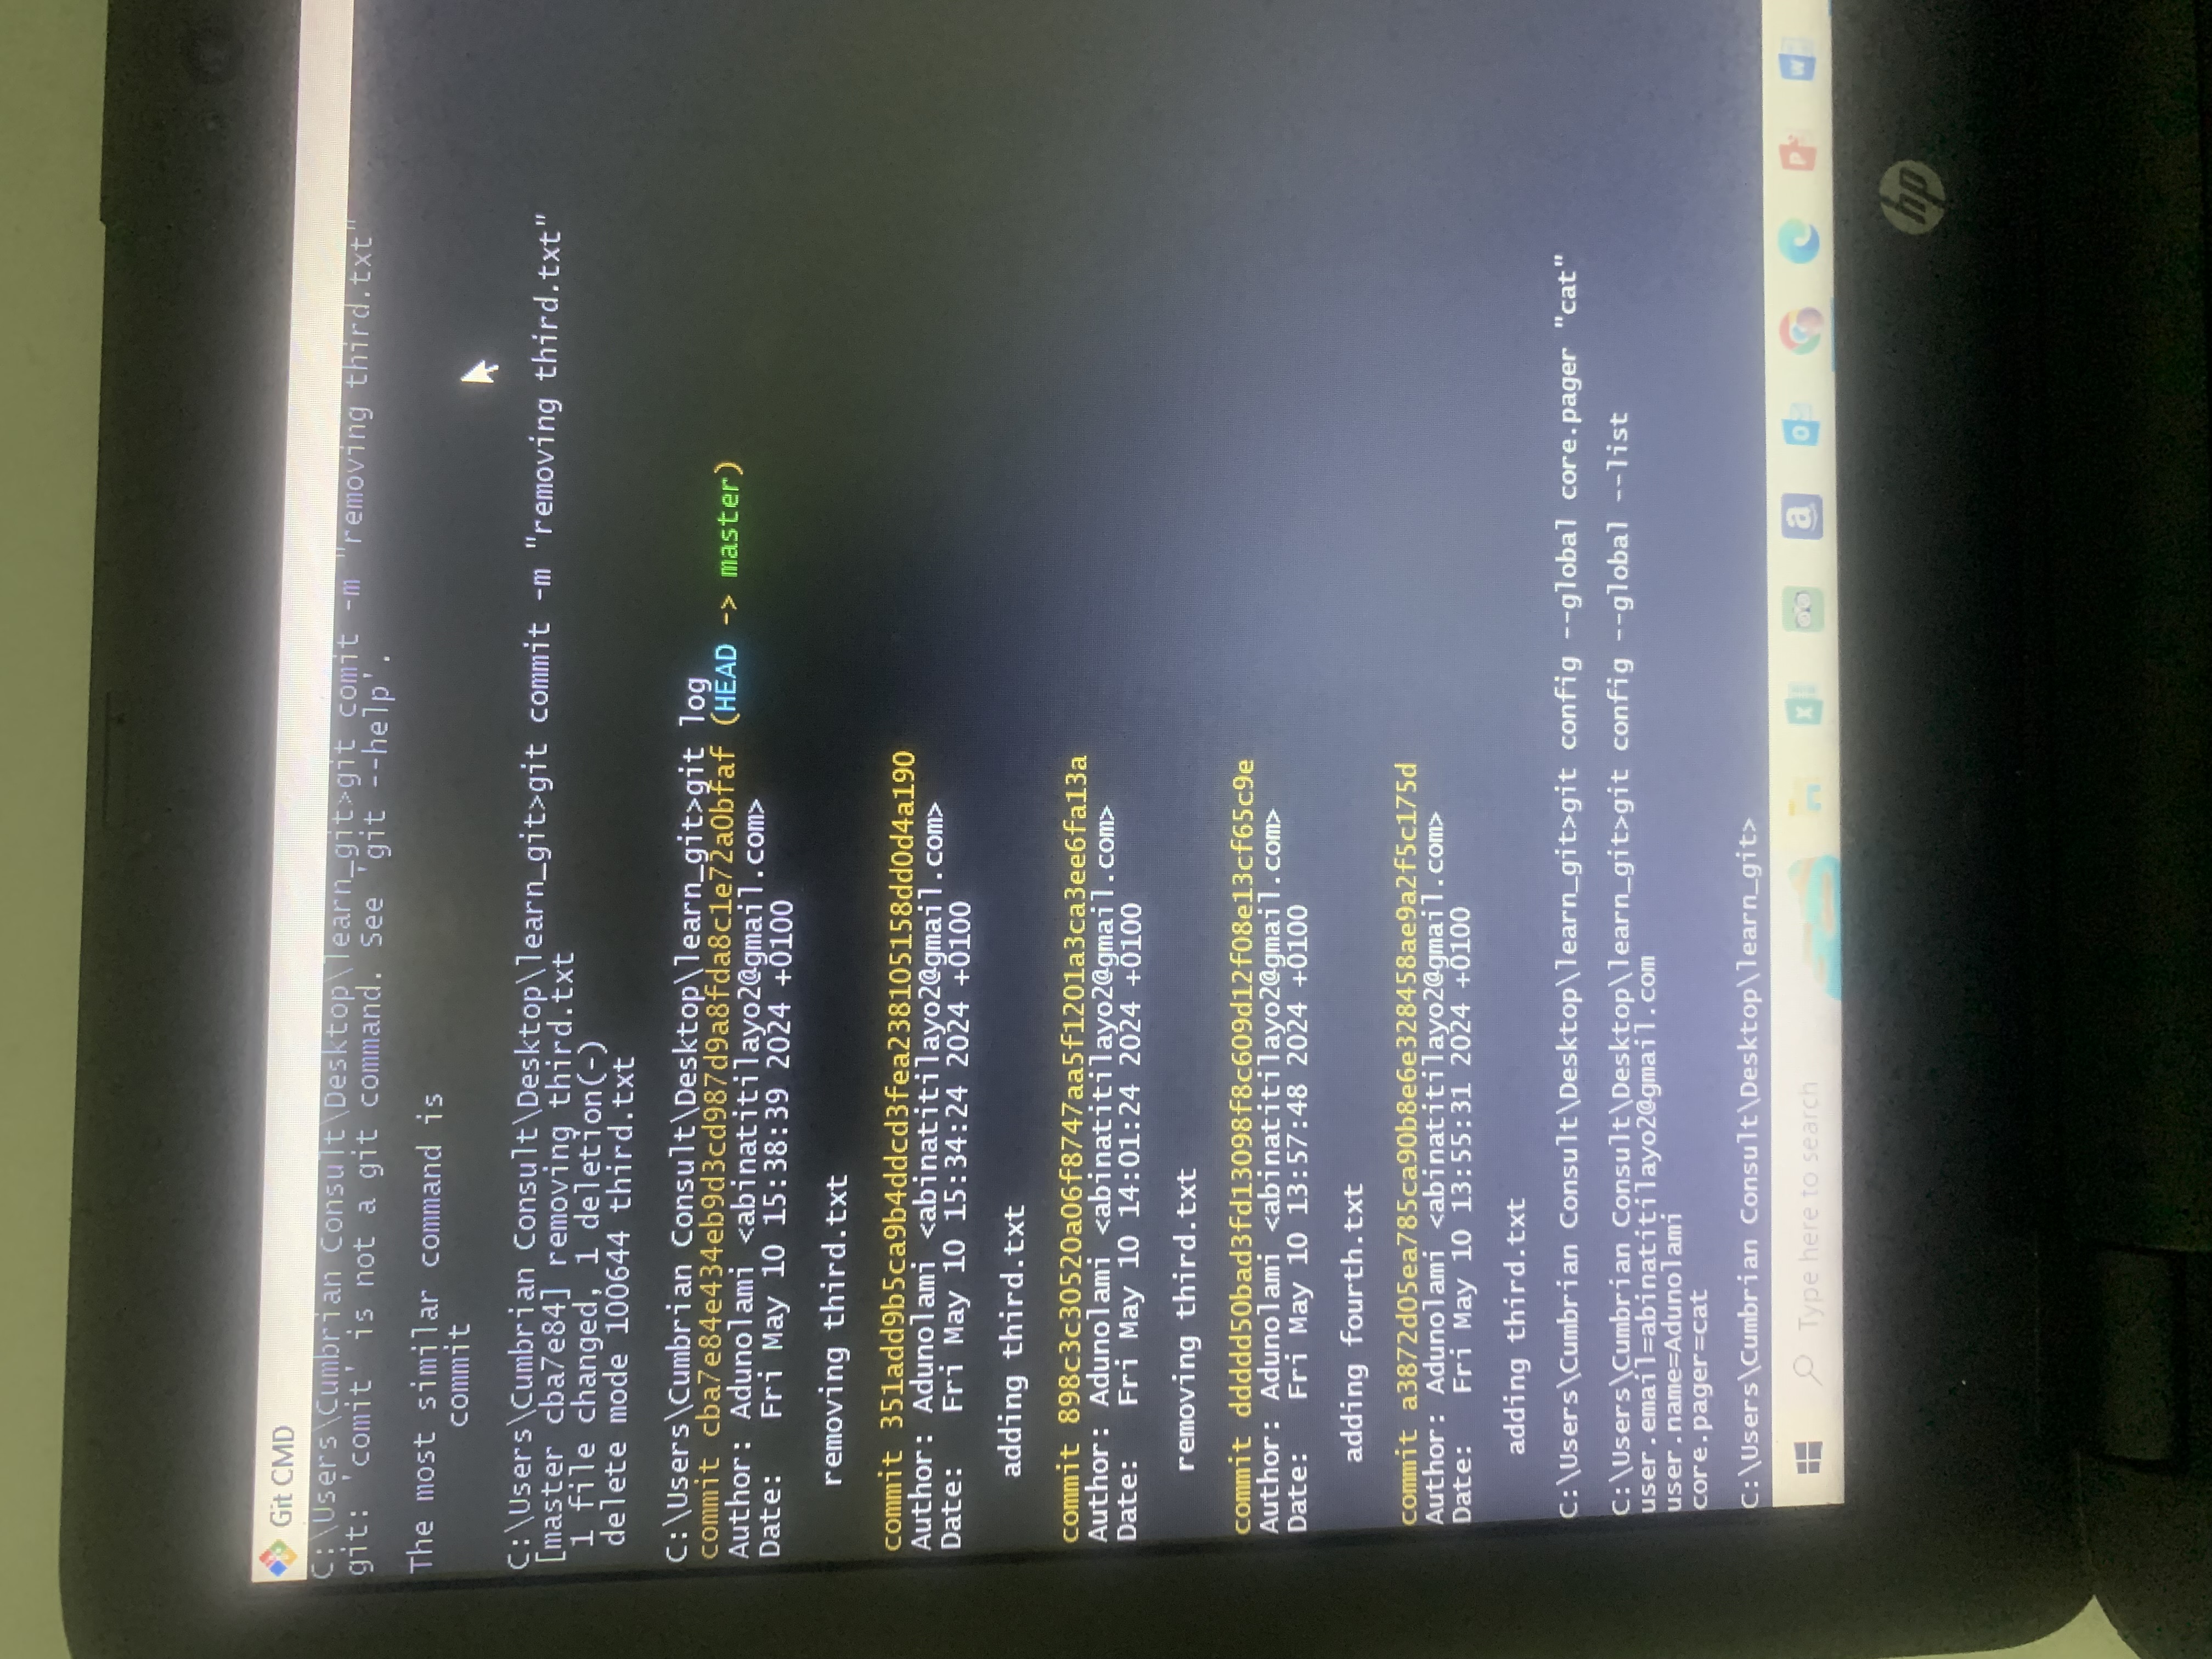 Git CMD
C:\Users\Cumbrian Consult\Desktop\learn_git>git comit -m "removing third.txt"
git: 'comit' is not a git command. See 'git --help'.
The most similar command is
commit
C:\Users\Cumbrian Consult\Desktop\learn_git>git commit -m "removing third.txt"
[master cba7e84] removing third.txt
1 file changed, 1 deletion(-)
delete mode 100644 third.txt
C:\Users\Cumbrian Consult\Desktop\learn_git>git log
commit cba7e84e434eb9d3cd987d9a8fda8c1e72a0bfaf (HEAD -> master)
Author: Adunolami <abinatitilayo2@gmail.com>
Date:   Fri May 10 15:38:39 2024 +0100
removing third.txt
commit 351add9b5ca9b4ddcd3fea238105158dd0d4a190
Author: Adunolami <abinatitilayo2@gmail.com>
Date:   Fri May 10 15:34:24 2024 +0100
adding third.txt
commit 898c3c30520a06f8747aa5f1201a3ca3ee6fa13a
Author: Adunolami <abinatitilayo2@gmail.com>
Date:   Fri May 10 14:01:24 2024 +0100
removing third.txt
commit ddddd50bad3fd13098f8c609d12f08e13cf65c9e
Author: Adunolami <abinatitilayo2@gmail.com>
Date:   Fri May 10 13:57:48 2024 +0100
adding fourth.txt
commit a3872d05ea785ca90b8e6e328458ae9a2f5c175d
Author: Adunolami <abinatitilayo2@gmail.com>
Date:   Fri May 10 13:55:31 2024 +0100
adding third.txt
C:\Users\Cumbrian Consult\Desktop\learn_git>git config --global core.pager "cat"
C:\Users\Cumbrian Consult\Desktop\learn_git>git config --global --list
user.email=abinatitilayo2@gmail.com
user.name=Adunolami
core.pager=cat
C:\Users\Cumbrian Consult\Desktop\learn_git>
Type here to search
hp